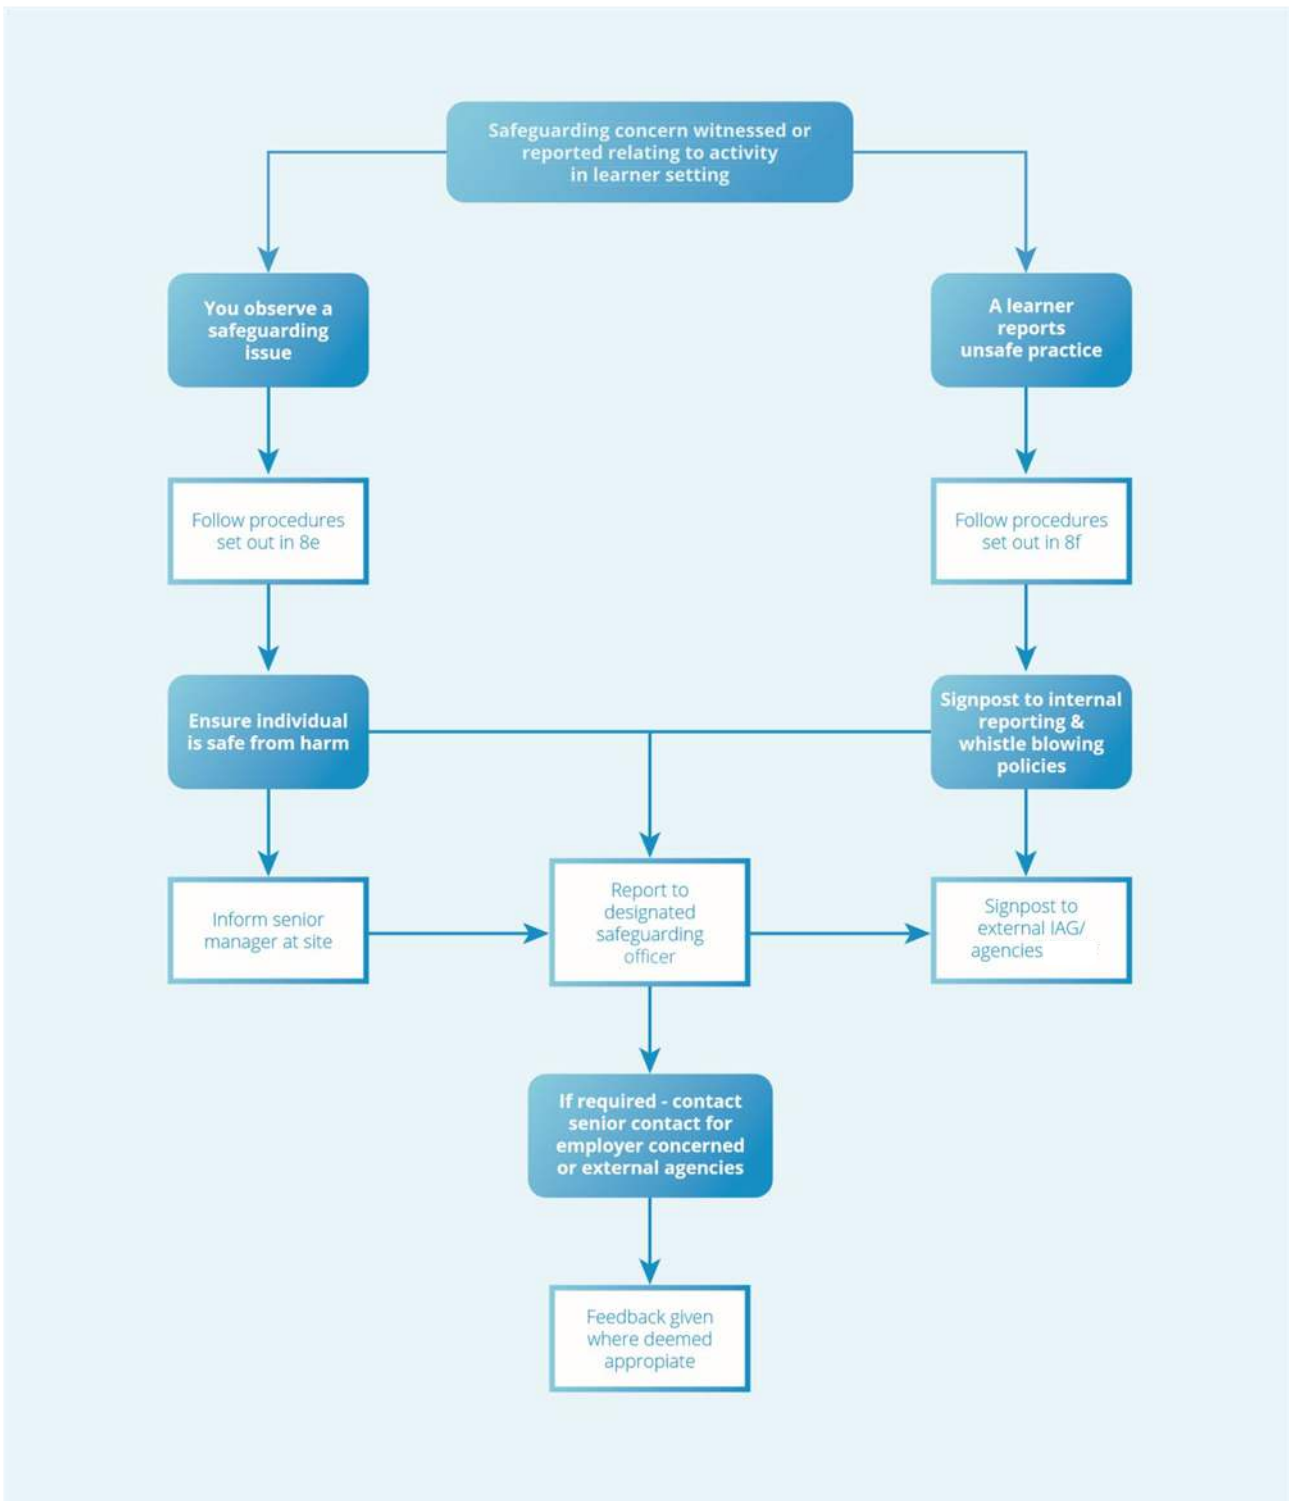 Safeguarding concern witnessed or
reported relating to activity
in learner setting
You observe a
safeguarding
issue
A learner
reports
unsafe practice
Follow procedures
set out in 8e
Follow procedures
set out in 8f
Ensure individual
is safe from harm
Signpost to internal
reporting &
whistle blowing
policies
Inform senior
manager at site
Report to
designated
safeguarding
officer
Signpost to
external IAG/
agencies
If required - contact
senior contact for
employer concerned
or external agencies
Feedback given
where deemed
appropiate